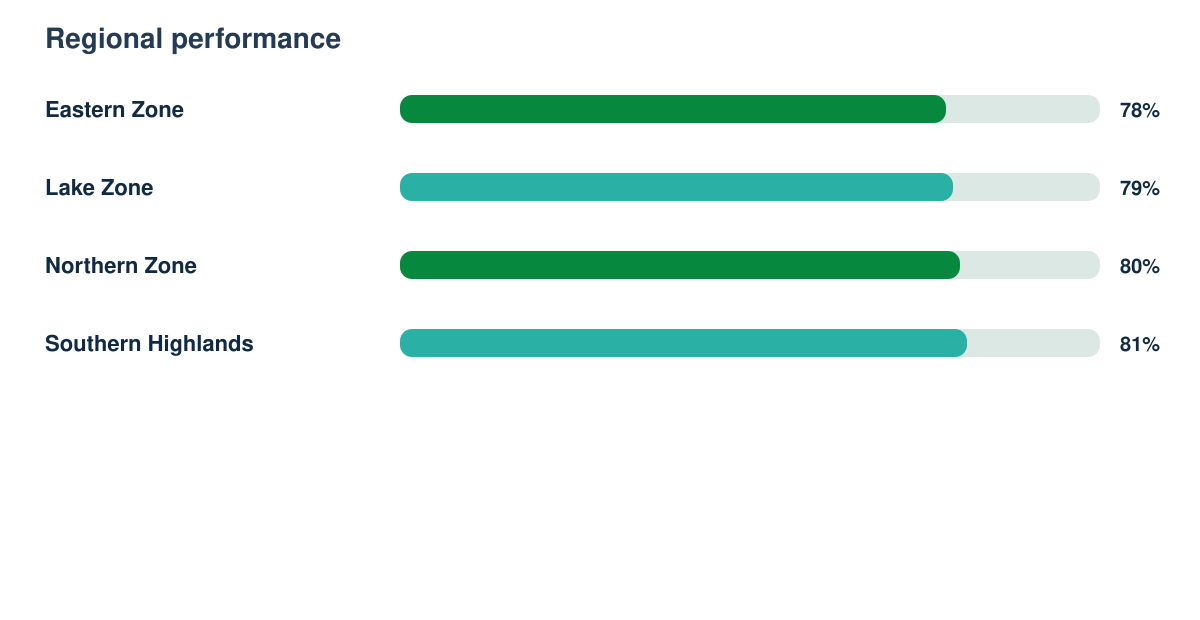 Regional performance
Eastern Zone 78%
Lake Zone 79%
Northern Zone 80%
Southern Highlands 81%